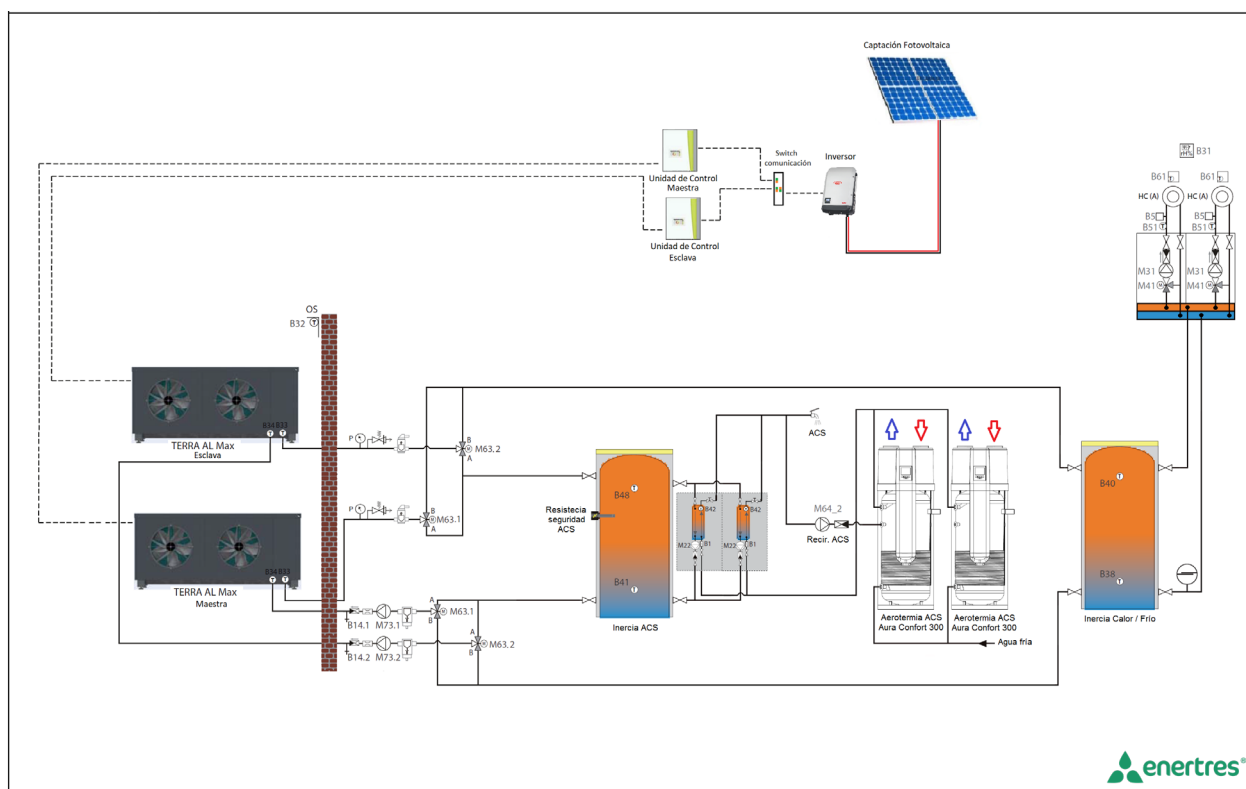 Captación Fotovoltaica
Switch
comunicación
Inversor
Unidad de Control
Maestra
Unidad de Control
Esclava
B31
B61
B61
HC (A)
HC (A)
B5
B5
B51
B51
M31
M31
M41
M41
OS
B32
B34
B33
TERRA AL Max
Esclava
P
B
M63.2
A
ACS
B48
B40
Resistecia
seguridad
ACS
B42
B42
M64_2
P
B
M63.1
A
Recir. ACS
M22
B1
M22
B1
B34
B33
B41
B38
TERRA AL Max
Maestra
A
M63.1
B
B14.1
M73.1
Inercia ACS
Aerotermia ACS
Aura Confort 300
Aerotermia ACS
Aura Confort 300
Inercia Calor / Frío
A
M63.2
B
B14.2
M73.2
Agua fría
enertres®